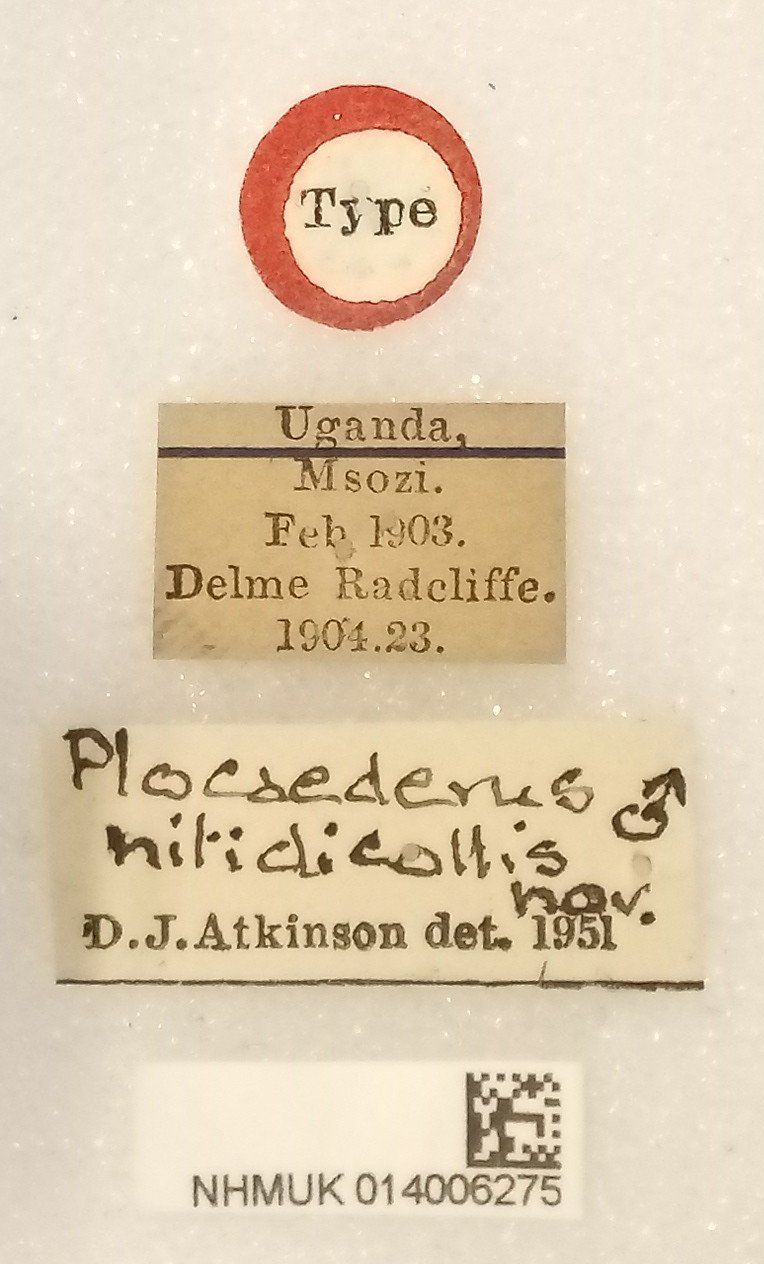 Type
Uganda,
Msozi.
Feb 1903.
Delme Radcliffe.
1904.23.
Plocaederus ♂
nitidicollis
nov.
D.J.Atkinson det. 1951
NHMUK 014006275